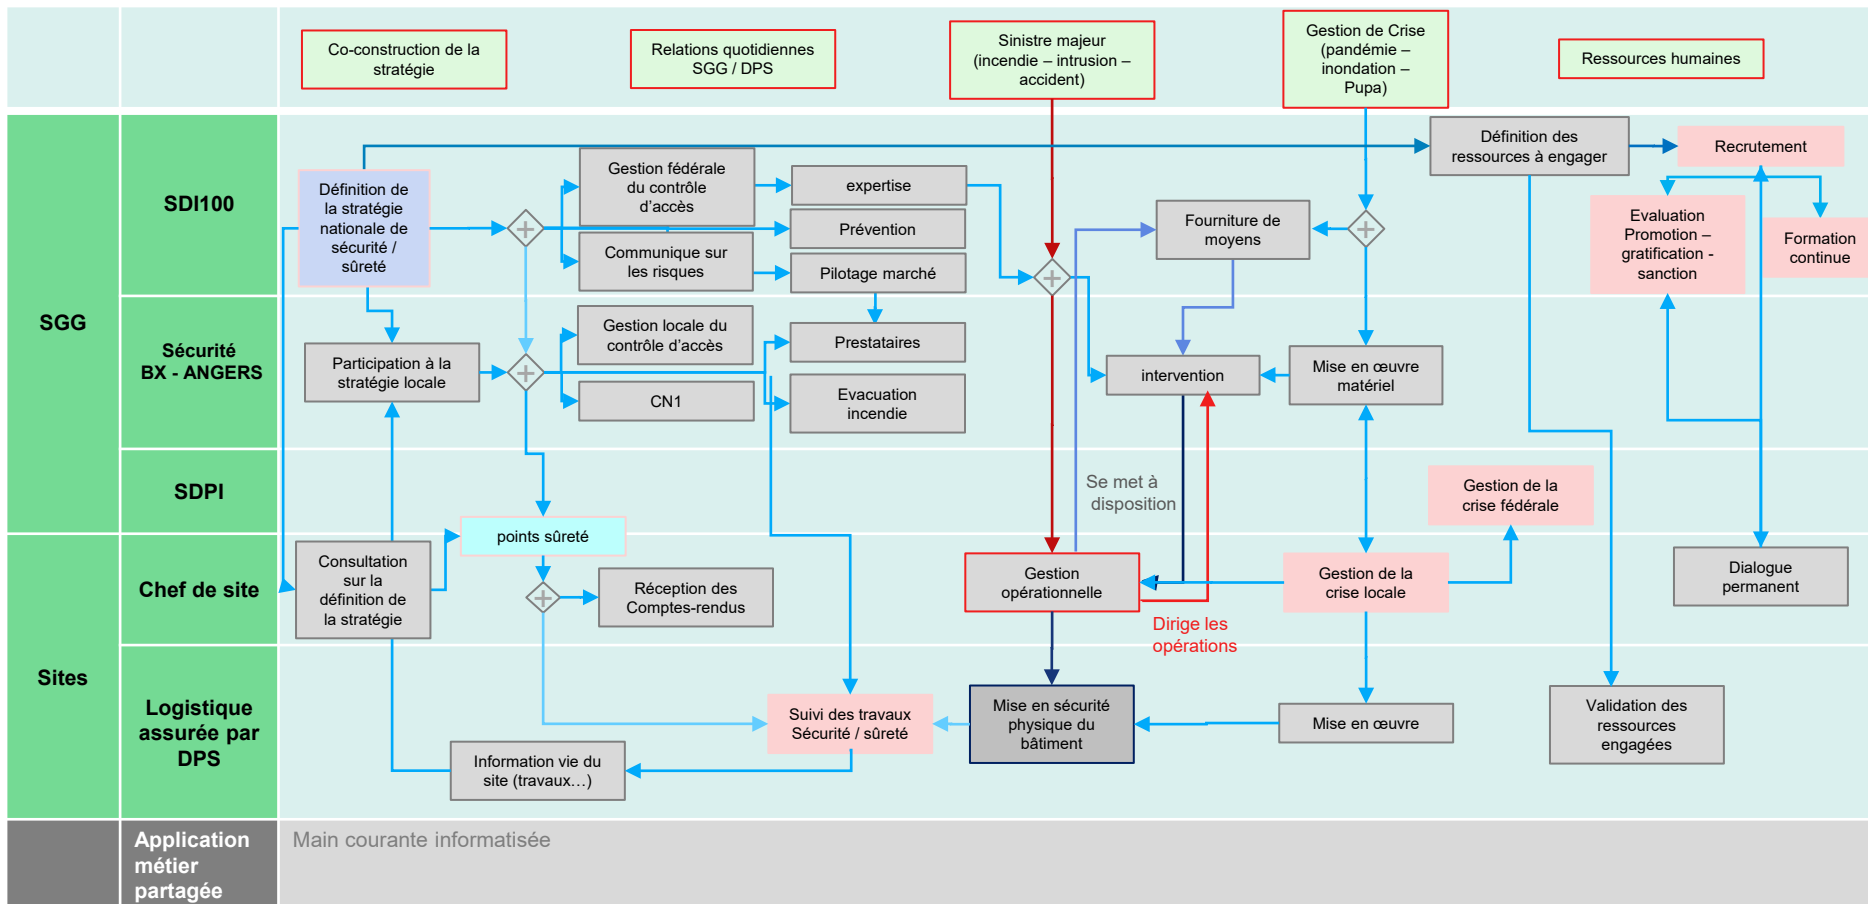 Co-construction de la
stratégie
Relations quotidiennes
SGG / DPS
Sinistre majeur
(incendie – intrusion –
accident)
Gestion de Crise
(pandémie –
inondation –
Pupa)
Ressources humaines
SGG
SDI100
Définition de
la stratégie
nationale de
sécurité /
sûreté
Gestion fédérale
du contrôle
d'accès
Communique sur
les risques
expertise
Prévention
Pilotage marché
Fourniture de
moyens
Définition des
ressources à engager
Recrutement
Evaluation
Promotion –
gratification -
sanction
Formation
continue
Sécurité
BX - ANGERS
Participation à la
stratégie locale
Gestion locale du
contrôle d'accès
CN1
Prestataires
Evacuation
incendie
intervention
Mise en œuvre
matériel
SDPI
Se met à
disposition
Gestion de la
crise fédérale
Sites
Chef de site
points sûreté
Consultation
sur la
définition de
la stratégie
Réception des
Comptes-rendus
Gestion
opérationnelle
Dirige les
opérations
Gestion de la
crise locale
Dialogue
permanent
Logistique
assurée par
DPS
Information vie du
site (travaux…)
Suivi des travaux
Sécurité / sûreté
Mise en sécurité
physique du
bâtiment
Mise en œuvre
Validation des
ressources
engagées
Application
métier
partagée
Main courante informatisée